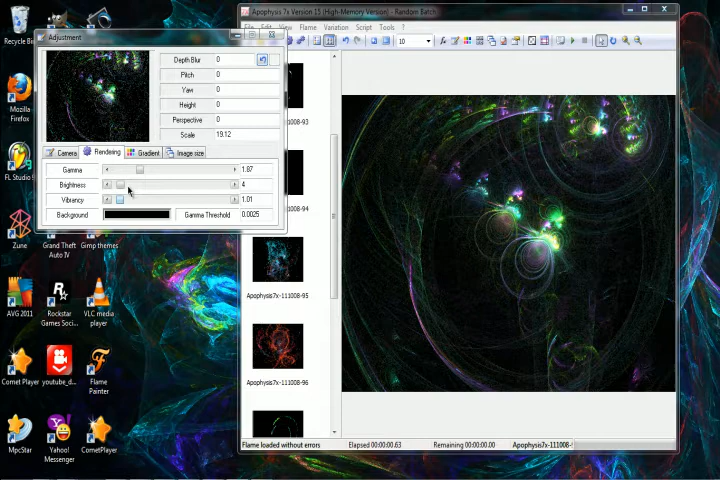 Apophysis 7x Version 15 (High-Memory Version) - Random Batch
File Edit View Flame Variation Script Tools ?
10
Adjustment
Depth Blur 0
Pitch 0
Yaw 0
Height 0
Perspective 0
Scale 19.12
Camera Rendering Gradient Image size
Gamma 1.87
Brightness 4
Vibrancy 1.01
Background Gamma Threshold 0.0025
Recycle Bin
Mozilla
Firefox
FL Studio
Zune
Grand Theft
Auto IV
Gimp themes
AVG 2011
Rockstar
Games Soci...
VLC media
player
Comet Player
youtube_d...
Flame
Painter
MpcStar
Yahoo!
Messenger
CometPlayer
008-93
008-94
Apophysis7x-111008-95
Apophysis7x-111008-96
Flame loaded without errors
Elapsed 00:00:00.63
Remaining 00:00:00.00
Apophysis7x-111008-